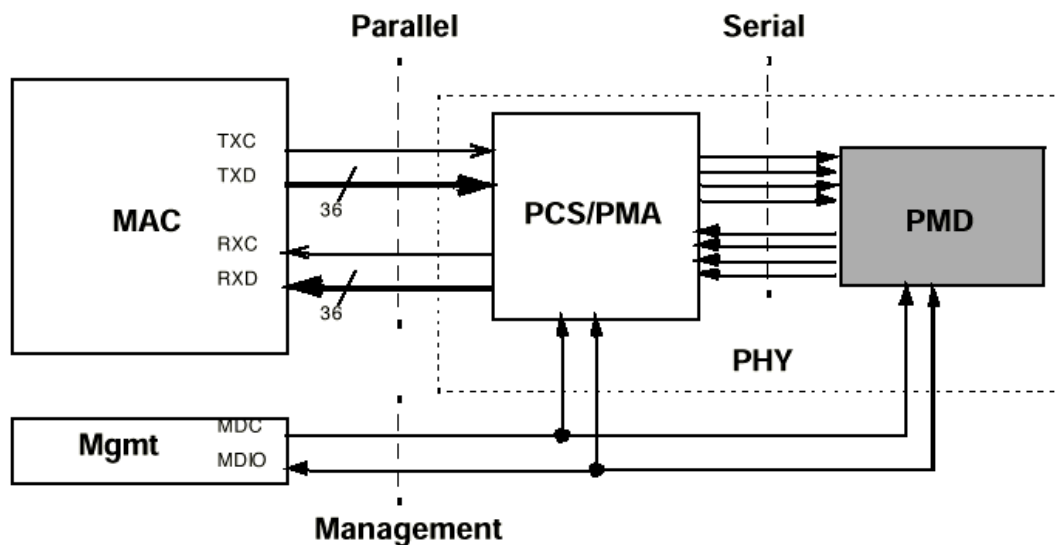 Parallel
Serial
TXC
TXD
36
MAC
PCS/PMA
PMD
RXC
RXD
36
PHY
Mgmt
MDC
MDIO
Management